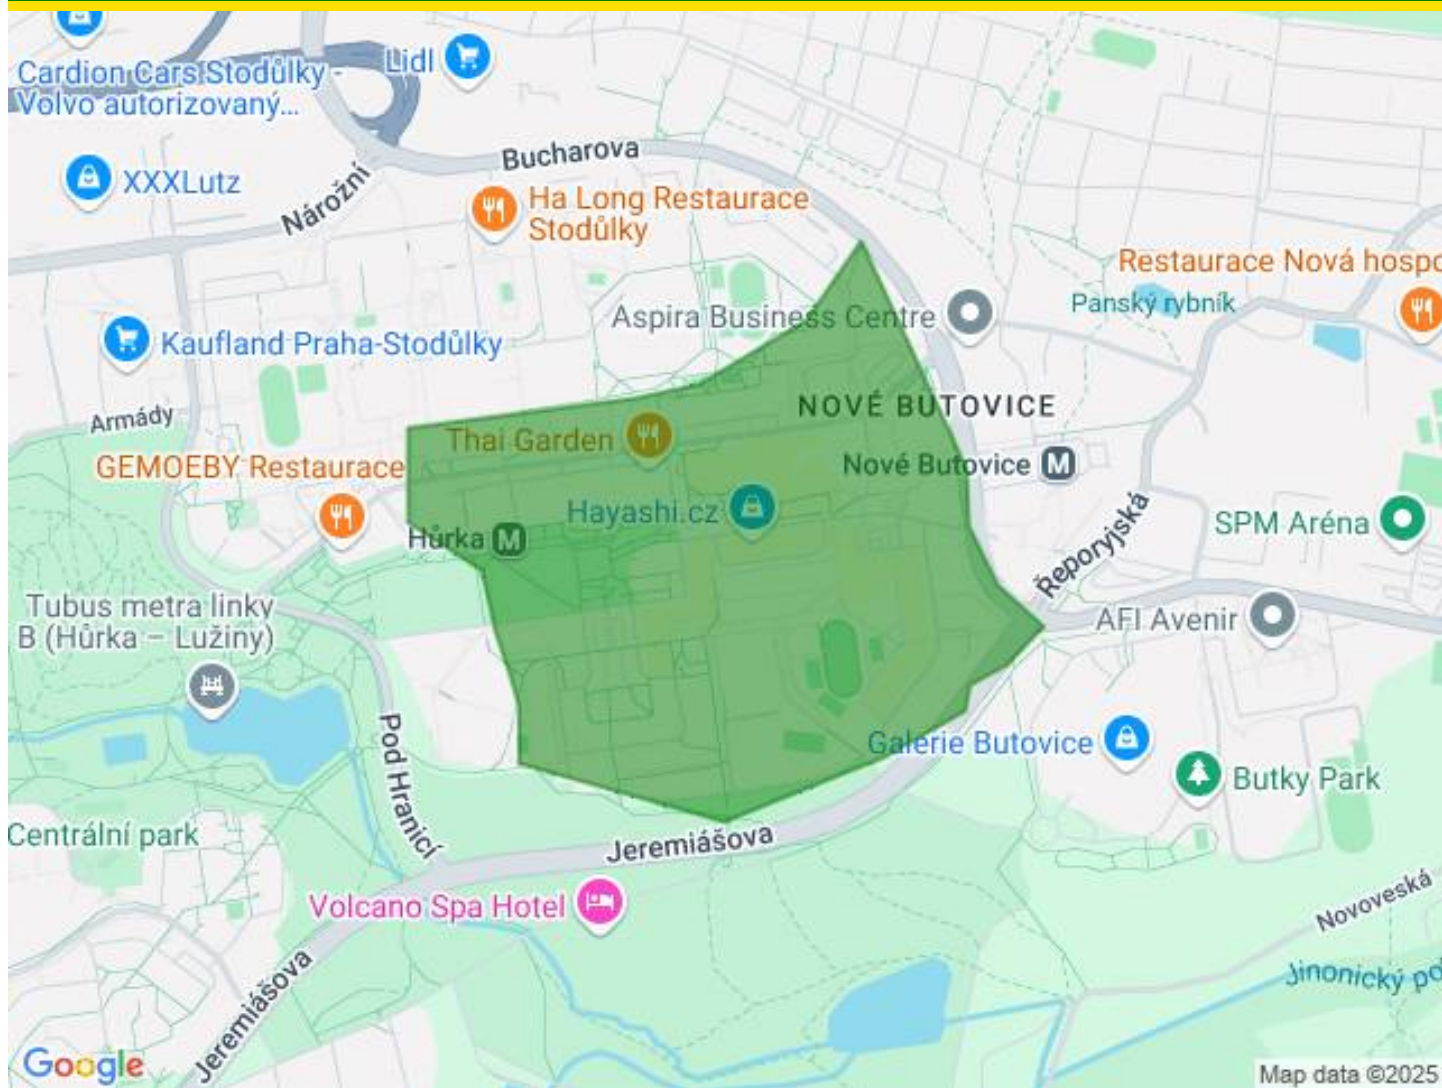 Lidl
Cardion Cars Stodůlky -
Volvo autorizovaný...
Bucharova
XXXLutz
Nárožní
Ha Long Restaurace
Stodůlky
Restaurace Nová hospo
Panský rybník
Aspira Business Centre
Kaufland Praha-Stodůlky
NOVÉ BUTOVICE
Armády
Thai Garden
GEMOEBY Restaurace
Nové Butovice M
Hayashi.cz
Hůrka M
SPM Aréna
Řeporyjská
Tubus metra linky
B (Hůrka – Lužiny)
AFI Avenir
Pod Hranicí
Galerie Butovice
Butky Park
Centrální park
Jeremiášova
Volcano Spa Hotel
Novoveská
Jeremiášova
Jinonický po
Google
Map data ©2025